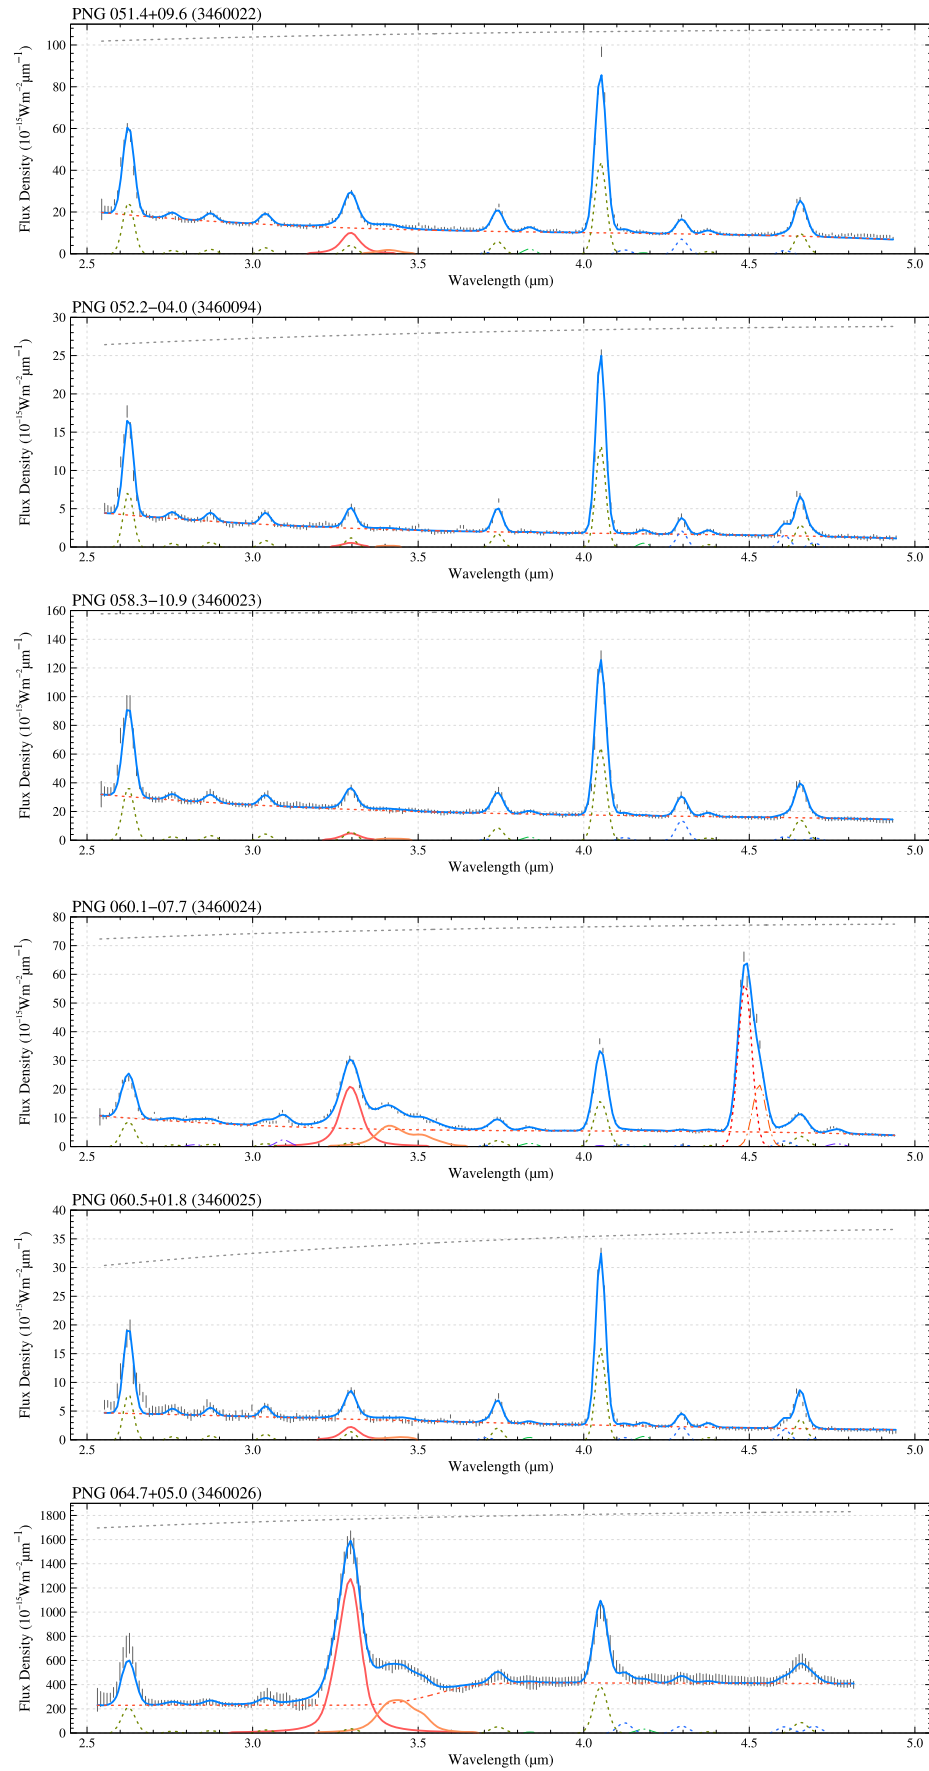 PNG 051.4+09.6 (3460022)
Flux Density (10⁻¹⁵Wm⁻²μm⁻¹)
100
80
60
40
20
0
2.5 3.0 3.5 4.0 4.5 5.0
Wavelength (μm)
PNG 052.2−04.0 (3460094)
Flux Density (10⁻¹⁵Wm⁻²μm⁻¹)
30
25
20
15
10
5
0
2.5 3.0 3.5 4.0 4.5 5.0
Wavelength (μm)
PNG 058.3−10.9 (3460023)
Flux Density (10⁻¹⁵Wm⁻²μm⁻¹)
160
140
120
100
80
60
40
20
0
2.5 3.0 3.5 4.0 4.5 5.0
Wavelength (μm)
PNG 060.1−07.7 (3460024)
Flux Density (10⁻¹⁵Wm⁻²μm⁻¹)
80
70
60
50
40
30
20
10
0
2.5 3.0 3.5 4.0 4.5 5.0
Wavelength (μm)
PNG 060.5+01.8 (3460025)
Flux Density (10⁻¹⁵Wm⁻²μm⁻¹)
40
35
30
25
20
15
10
5
0
2.5 3.0 3.5 4.0 4.5 5.0
Wavelength (μm)
PNG 064.7+05.0 (3460026)
Flux Density (10⁻¹⁵Wm⁻²μm⁻¹)
1800
1600
1400
1200
1000
800
600
400
200
0
2.5 3.0 3.5 4.0 4.5 5.0
Wavelength (μm)